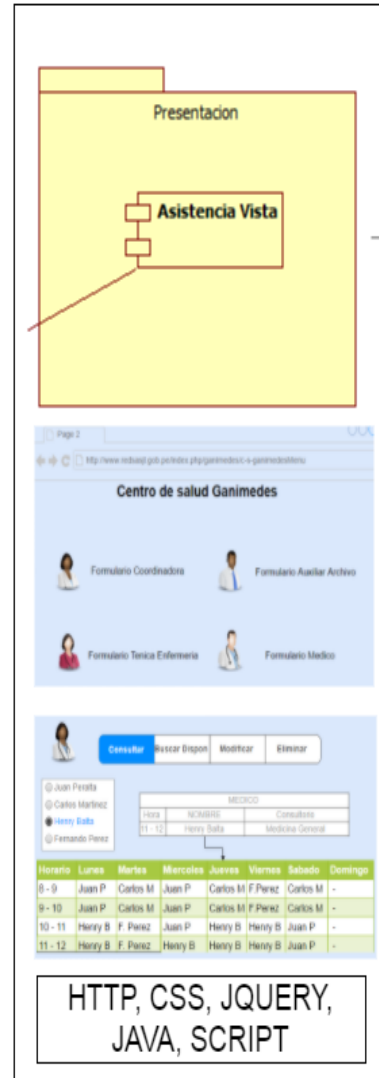 Presentacion
Asistencia Vista
Page 2
Centro de salud Ganimedes
Formulario Coordinadora
Formulario Auxiliar Archivo
Formulario Tenica Enfermeria
Formulario Medico
Consultar Buscar Dispon Modificar Eliminar
Juan Peralta
Carlos Martinez
Henry Balta
Fernando Perez
MEDICO
Hora NOMBRE Consultorio
11 - 12 Henry Balta Medicina General
Horario Lunes Martes Miercoles Jueves Viernes Sabado Domingo
8 - 9 Juan P Carlos M Juan P Carlos M F.Perez Carlos M -
9 - 10 Juan P Carlos M Juan P Carlos M F.Perez Carlos M -
10 - 11 Henry B F. Perez Juan P Henry B Henry B Juan P -
11 - 12 Henry B F. Perez Henry B Henry B Henry B Juan P -
HTTP, CSS, JQUERY,
JAVA, SCRIPT